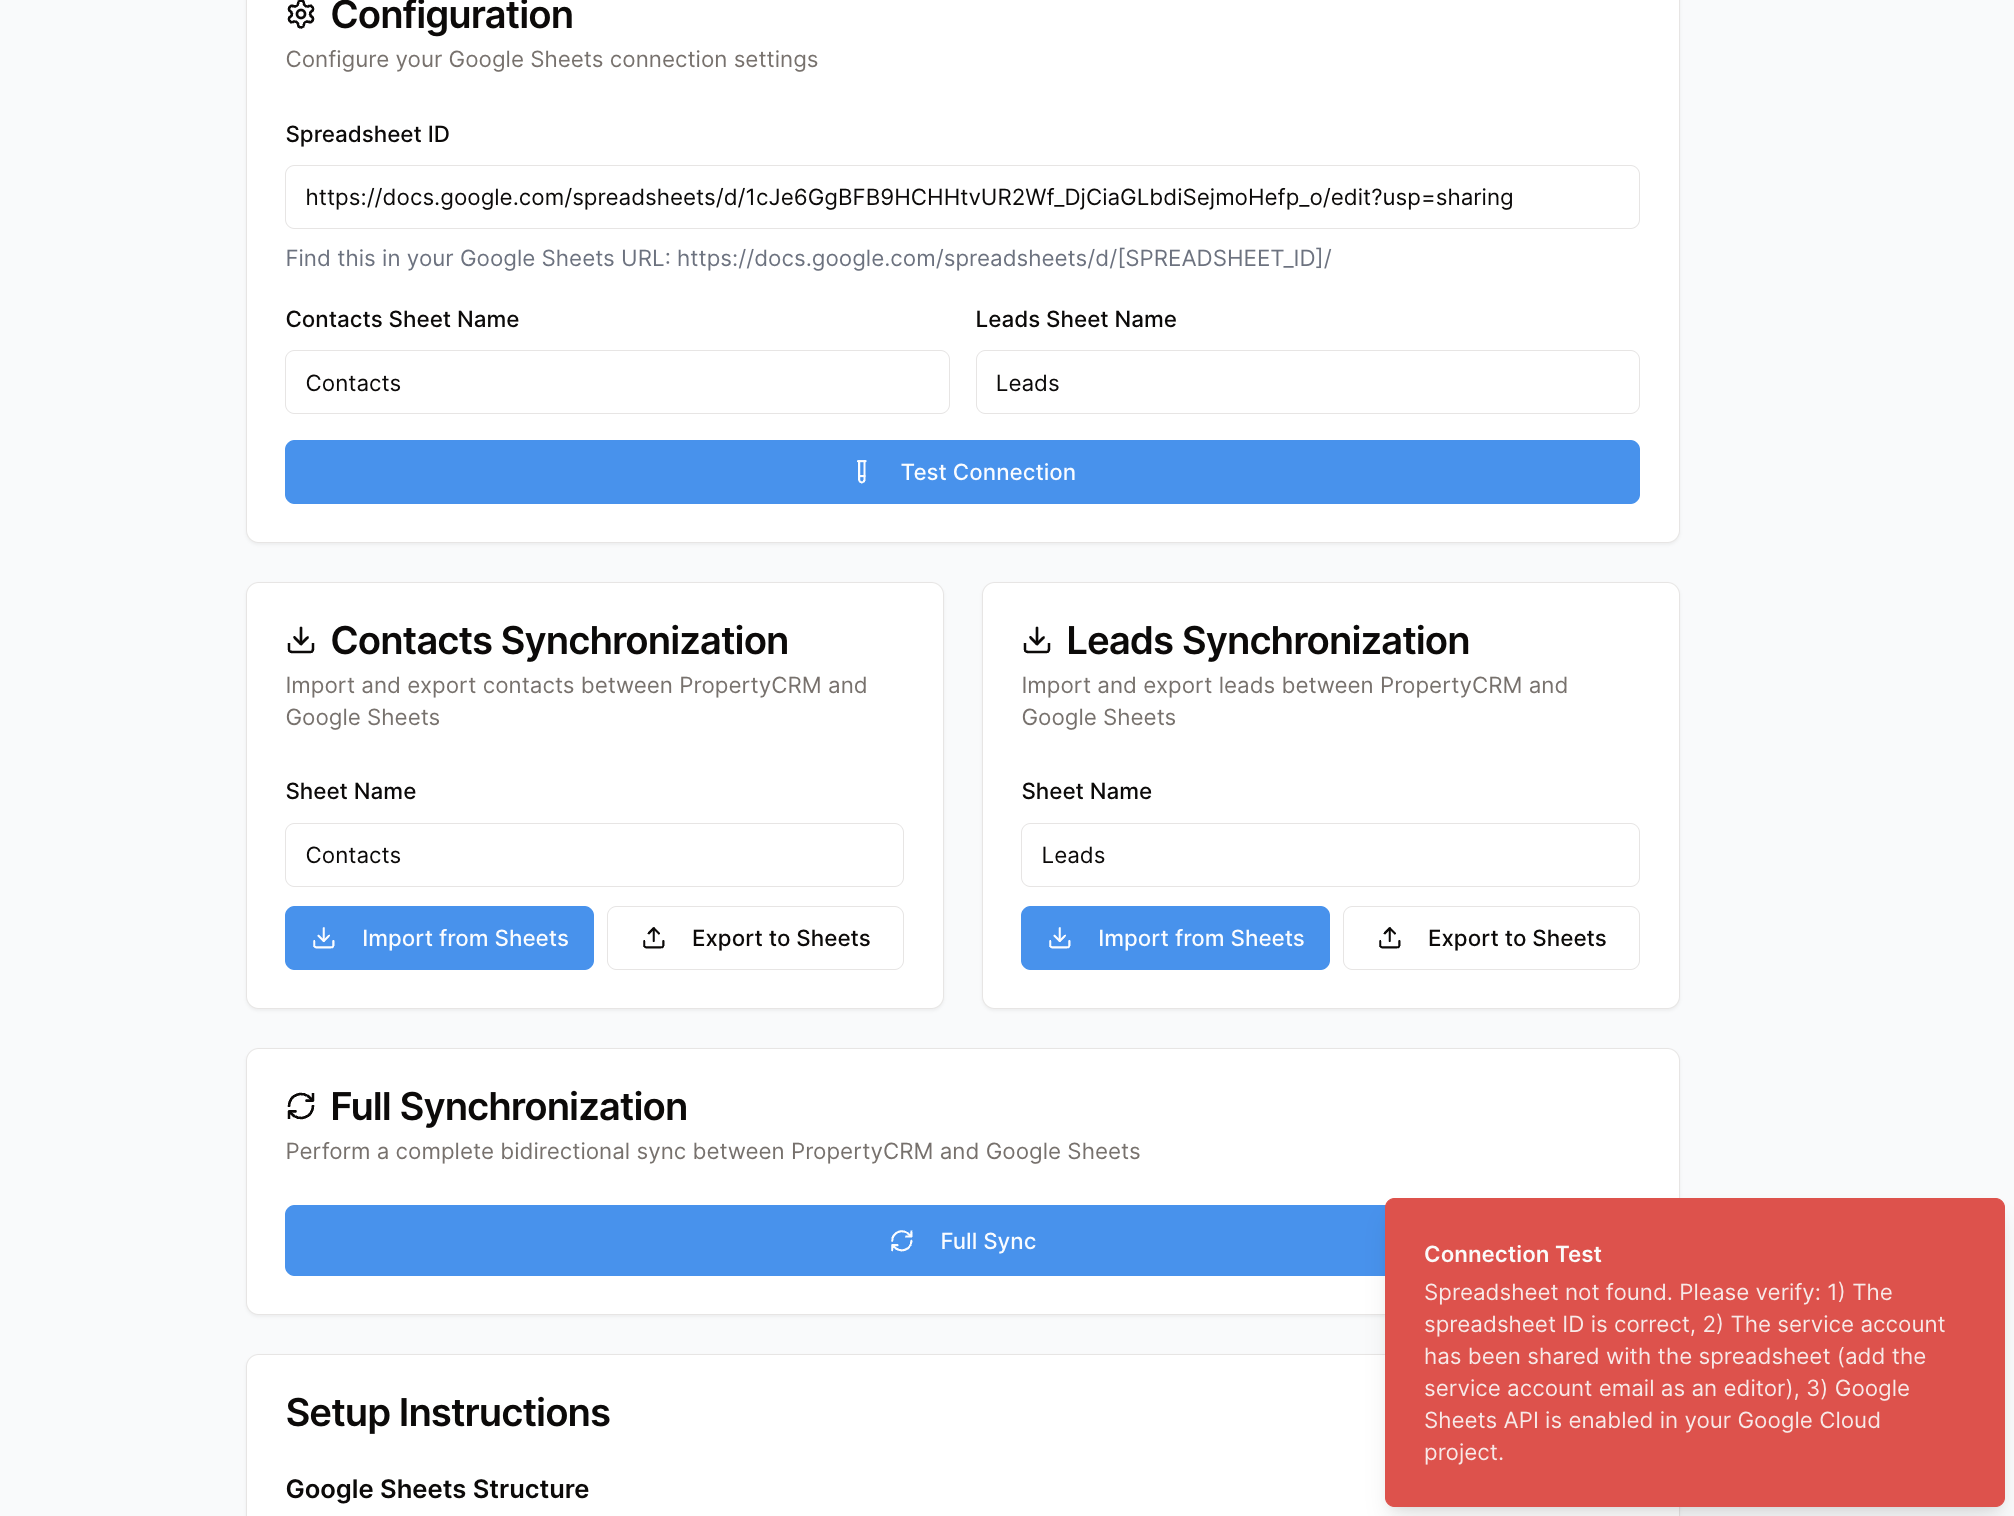 Configuration
Configure your Google Sheets connection settings
Spreadsheet ID
https://docs.google.com/spreadsheets/d/1cJe6GgBFB9HCHHtvUR2Wf_DjCiaGLbdiSejmoHefp_o/edit?usp=sharing
Find this in your Google Sheets URL: https://docs.google.com/spreadsheets/d/[SPREADSHEET_ID]/
Contacts Sheet Name
Contacts
Leads Sheet Name
Leads
Test Connection
Contacts Synchronization
Import and export contacts between PropertyCRM and
Google Sheets
Sheet Name
Contacts
Import from Sheets
Export to Sheets
Leads Synchronization
Import and export leads between PropertyCRM and
Google Sheets
Sheet Name
Leads
Import from Sheets
Export to Sheets
Full Synchronization
Perform a complete bidirectional sync between PropertyCRM and Google Sheets
Full Sync
Setup Instructions
Google Sheets Structure
Connection Test
Spreadsheet not found. Please verify: 1) The
spreadsheet ID is correct, 2) The service account
has been shared with the spreadsheet (add the
service account email as an editor), 3) Google
Sheets API is enabled in your Google Cloud
project.